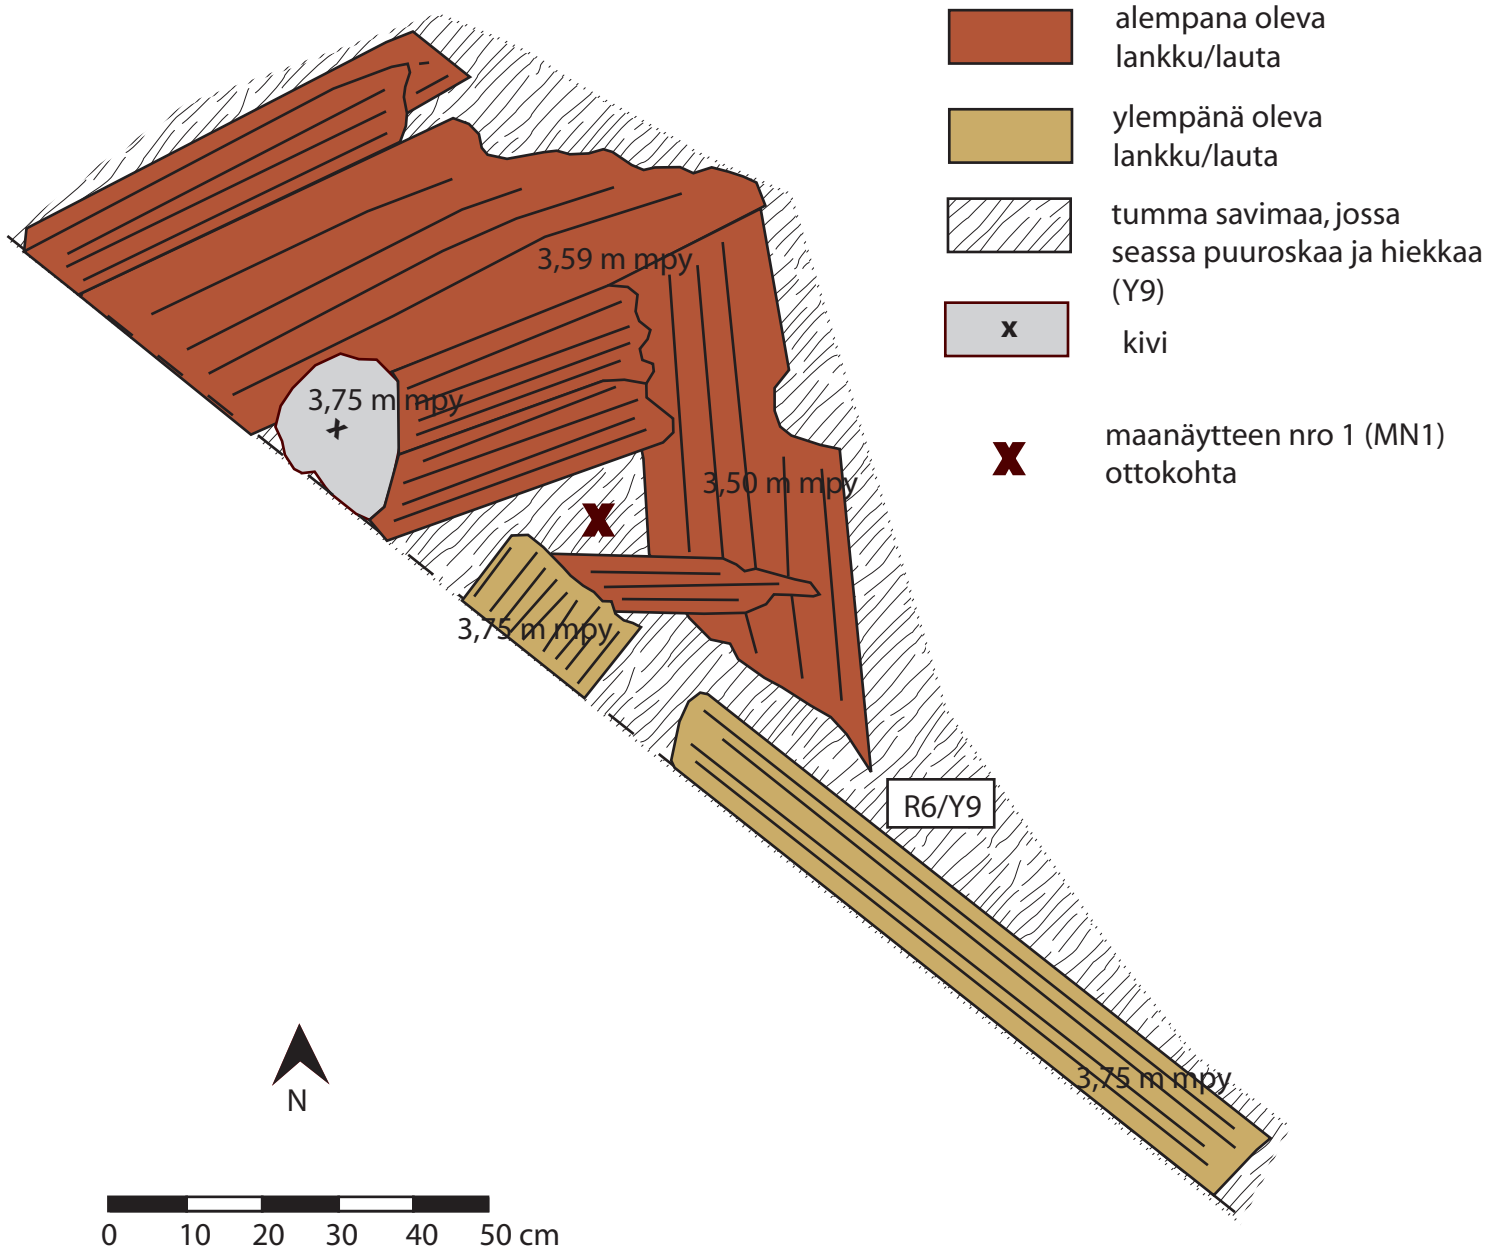 alempana oleva
lankku/lauta
ylempänä oleva
lankku/lauta
tumma savimaa, jossa
seassa puuroskaa ja hiekkaa
(Y9)
x
kivi
X
maanäytteen nro 1 (MN1)
ottokohta
3,59 m mpy
3,75 m mpy
x
3,50 m mpy
X
3,75 m mpy
R6/Y9
3,75 m mpy
N
0 10 20 30 40 50 cm